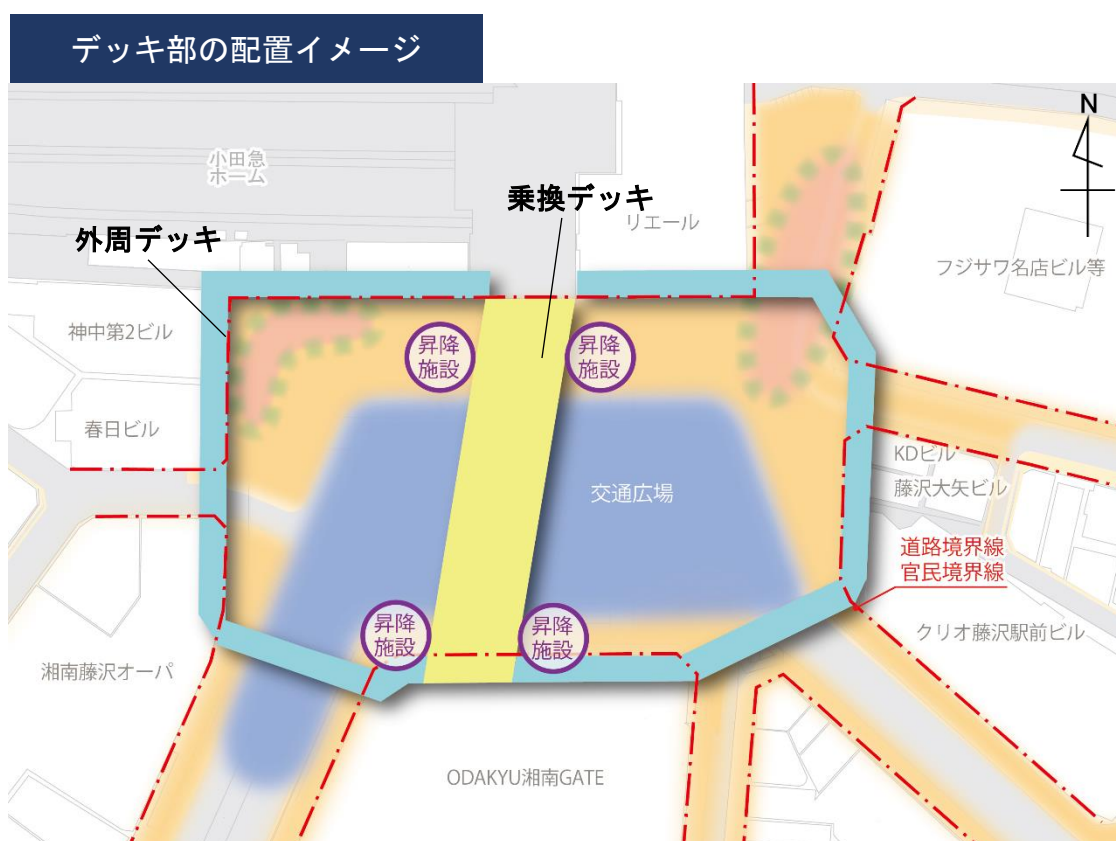 デッキ部の配置イメージ
N
小田急
ホーム
乗換デッキ
リエール
外周デッキ
フジサワ名店ビル等
神中第2ビル
昇降
施設
昇降
施設
春日ビル
KDビル
交通広場
藤沢大矢ビル
道路境界線
官民境界線
昇降
施設
昇降
施設
クリオ藤沢駅前ビル
湘南藤沢オーパ
ODAKYU湘南GATE